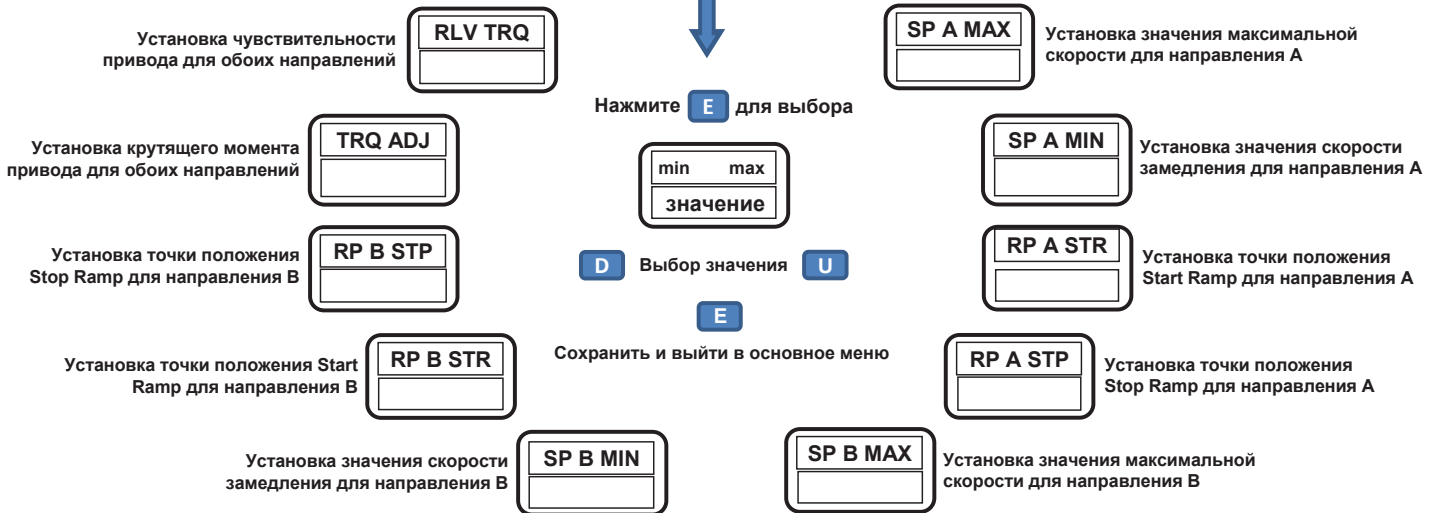 RLV TRQ
Установка чувствительности
привода для обоих направлений
SP A MAX
Установка значения максимальной
скорости для направления A
Нажмите E для выбора
TRQ ADJ
Установка крутящего момента
привода для обоих направлений
min max
значение
SP A MIN
Установка значения скорости
замедления для направления A
RP B STP
Установка точки положения
Stop Ramp для направления B
D Выбор значения U
RP A STR
Установка точки положения
Start Ramp для направления A
E
Сохранить и выйти в основное меню
RP B STR
Установка точки положения Start
Ramp для направления B
RP A STP
Установка точки положения
Stop Ramp для направления A
SP B MIN
Установка значения скорости
замедления для направления B
SP B MAX
Установка значения максимальной
скорости для направления B